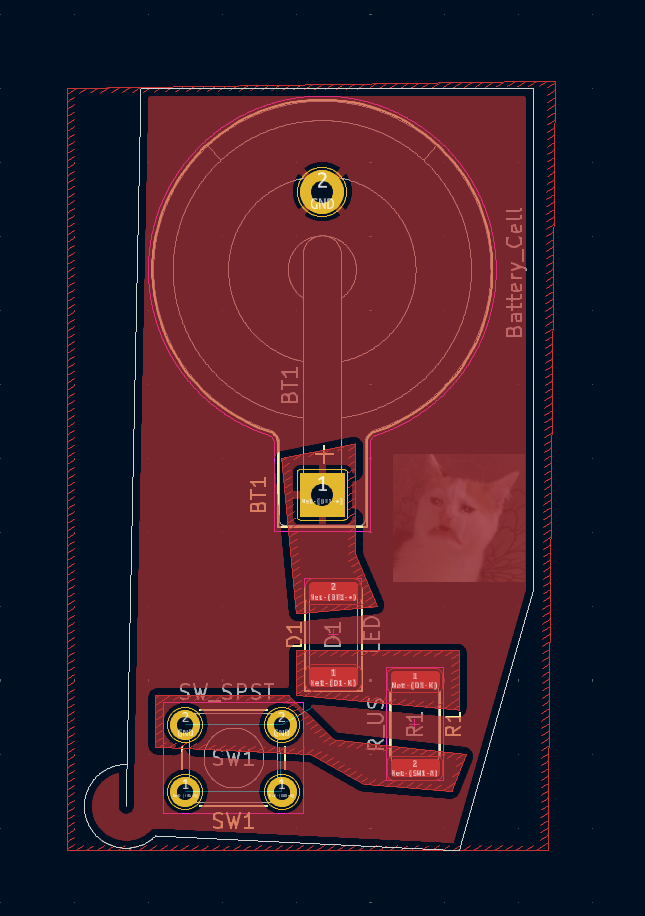 2
GND
Battery_Cell
BT1
+
1
BT1
Net-(BT1-+)
2
Net-(BT1-+)
D1
D1
LED
1
Net-(D1-K)
1
Net-(D1-K)
SW_SPST
2
GND
2
GND
R_US
R1
R1
SW1
2
Net-(SW1-A)
1
1
SW1